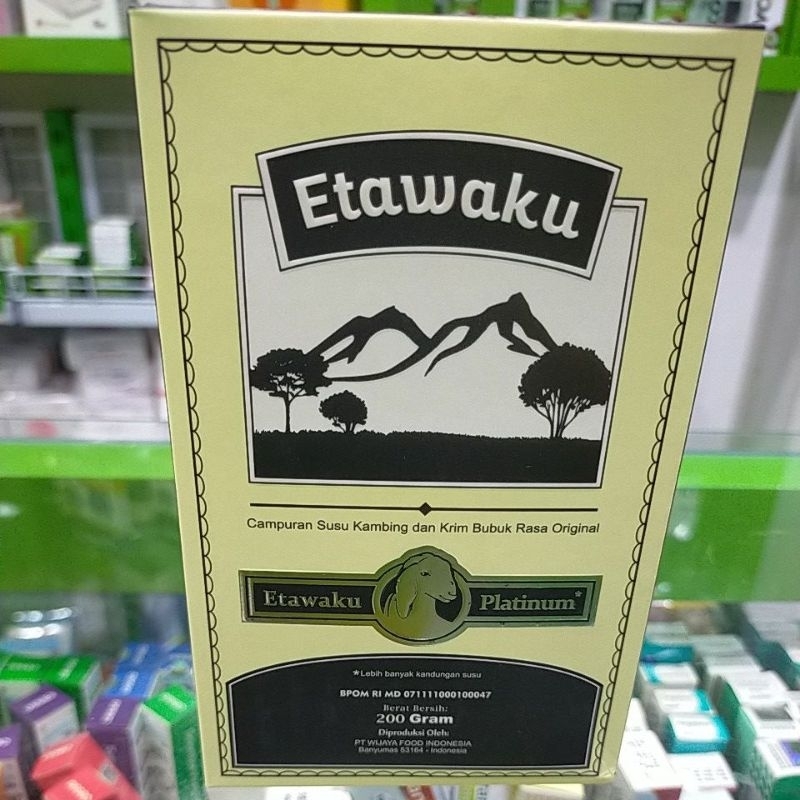 Etawaku
Campuran Susu Kambing dan Krim Bubuk Rasa Original
Etawaku Platinum*
*Lebih banyak kandungan susu
BPOM RI MD 071111000100047
Berat Bersih:
200 Gram
Diproduksi Oleh:
PT WIJAYA FOOD INDONESIA
Banyumas 53164 - Indonesia